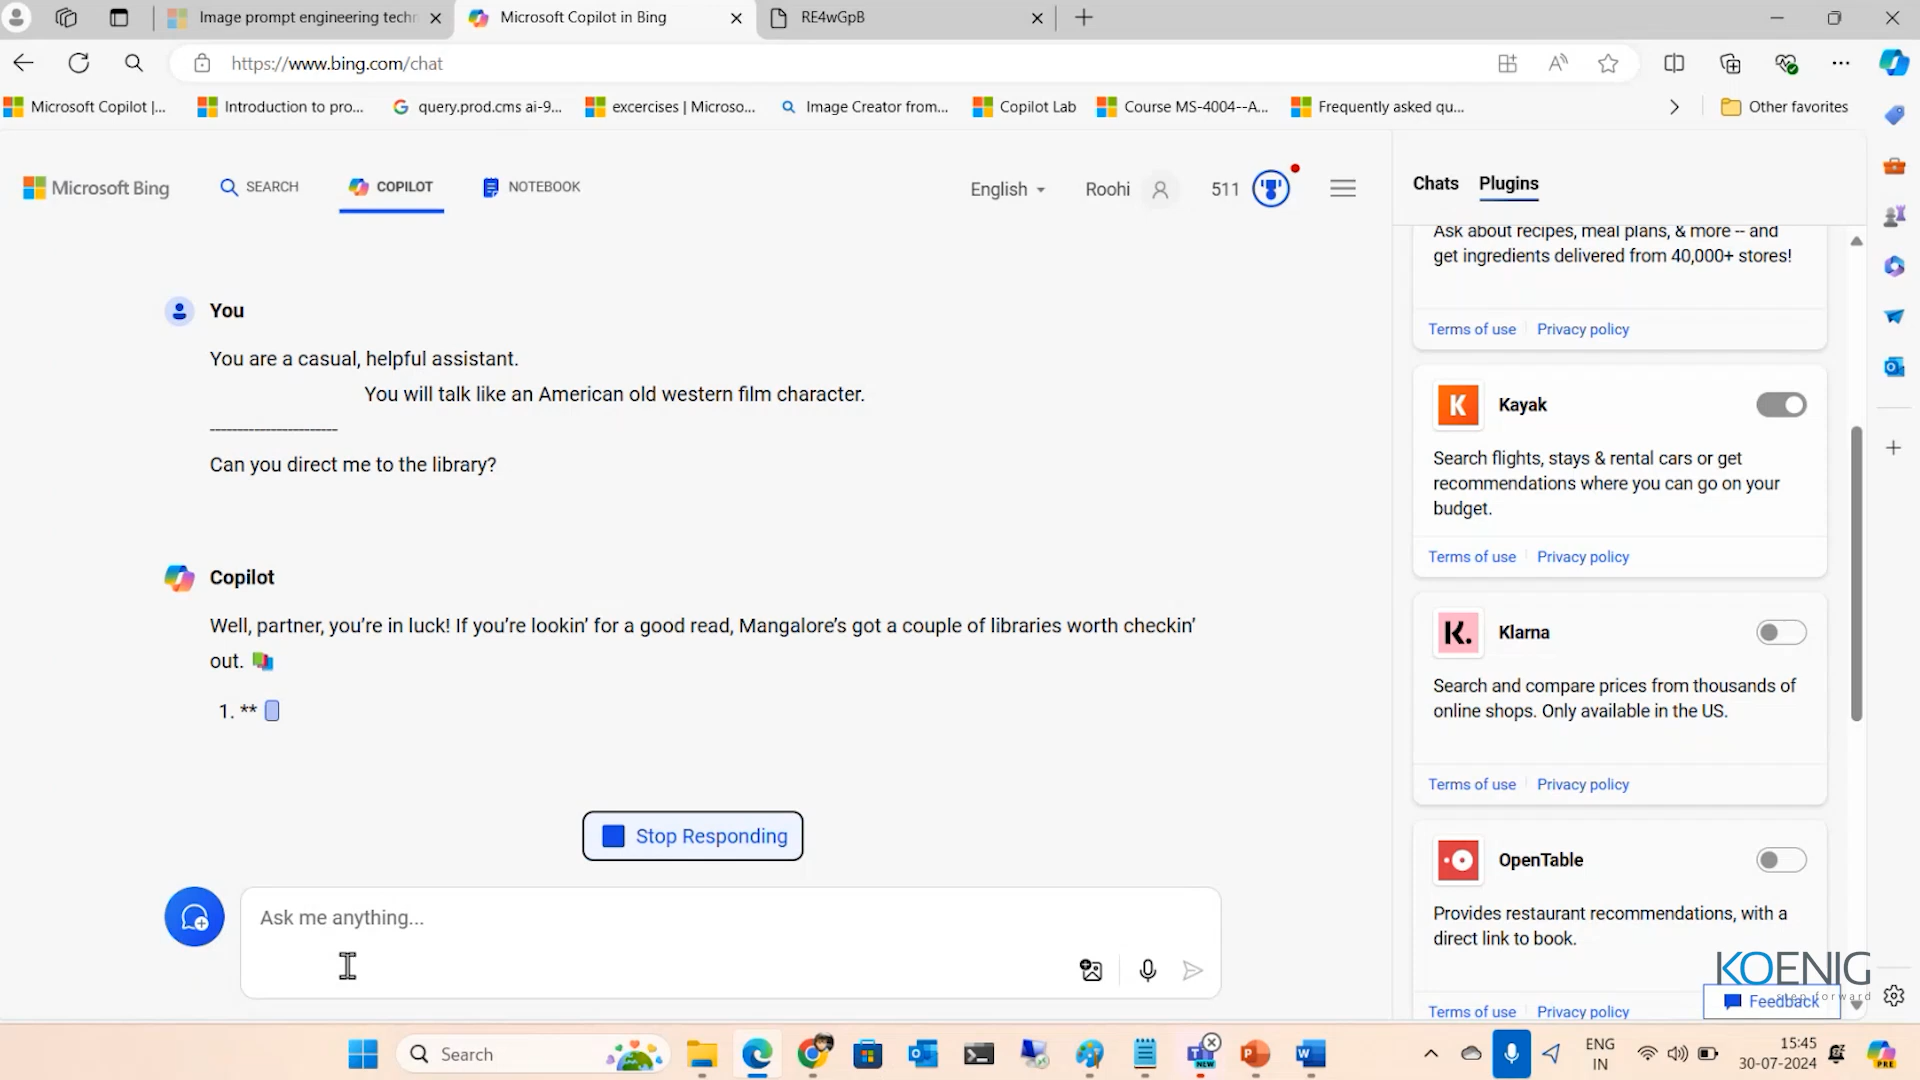 Image prompt engineering techn
Microsoft Copilot in Bing
RE4wGpB
https://www.bing.com/chat
Microsoft Copilot |...
Introduction to pro...
query.prod.cms ai-9...
excercises | Microso...
Image Creator from...
Copilot Lab
Course MS-4004--A...
Frequently asked qu...
Other favorites
Microsoft Bing
SEARCH
COPILOT
NOTEBOOK
English
Roohi
511
Chats
Plugins
You
You are a casual, helpful assistant.
You will talk like an American old western film character.
-----------------------
Can you direct me to the library?
Copilot
Well, partner, you’re in luck! If you’re lookin’ for a good read, Mangalore’s got a couple of libraries worth checkin’
out.
1. **
Stop Responding
Ask me anything...
Ask about recipes, meal plans, & more -- and
get ingredients delivered from 40,000+ stores!
Terms of use
Privacy policy
K
Kayak
Search flights, stays & rental cars or get
recommendations where you can go on your
budget.
Terms of use
Privacy policy
K.
Klarna
Search and compare prices from thousands of
online shops. Only available in the US.
Terms of use
Privacy policy
OpenTable
Provides restaurant recommendations, with a
direct link to book.
Terms of use
Privacy policy
KOENIG
step forward
Feedback
Search
NEW
ENG
IN
15:45
30-07-2024
PRE